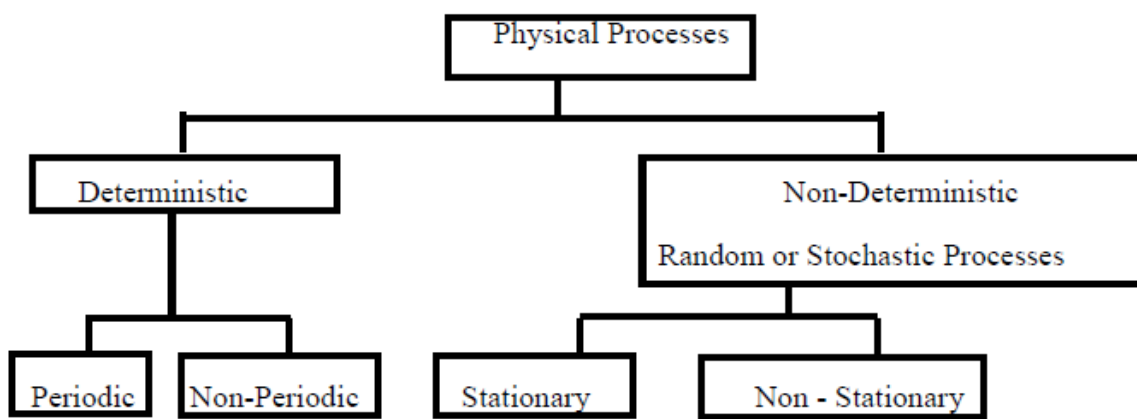 Physical Processes
Deterministic
Non-Deterministic
Random or Stochastic Processes
Periodic
Non-Periodic
Stationary
Non - Stationary